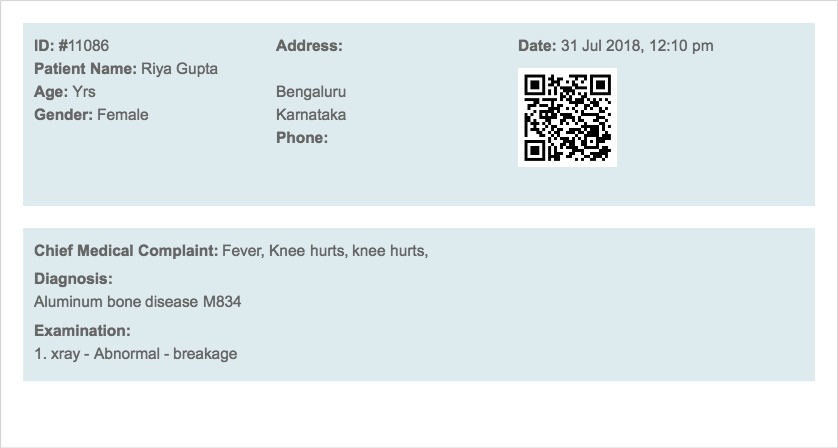 ID: #11086
Patient Name: Riya Gupta
Age: Yrs
Gender: Female
Address:
Bengaluru
Karnataka
Phone:
Date: 31 Jul 2018, 12:10 pm
Chief Medical Complaint: Fever, Knee hurts, knee hurts,
Diagnosis:
Aluminum bone disease M834
Examination:
1. xray - Abnormal - breakage